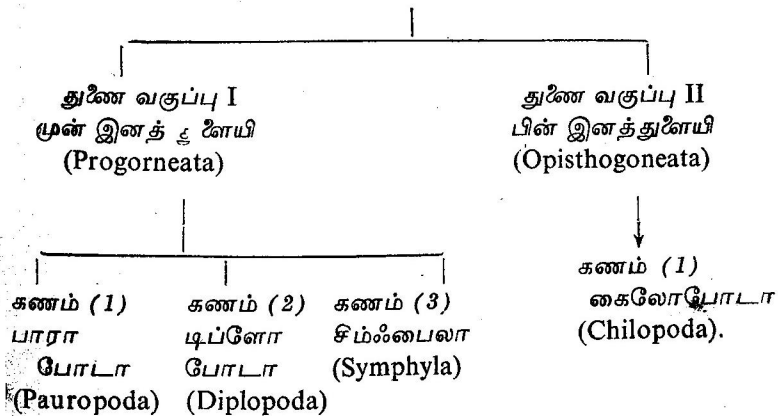 துணை வகுப்பு I
முன் இனத் ளையி
(Progorneata)
துணை வகுப்பு II
பின் இனத்துளையி
(Opisthogoneata)
கணம் (1)
பாரா
போடா
(Pauropoda)
கணம் (2)
டிப்ளோ
போடா
(Diplopoda)
கணம் (3)
சிம்ஃபைலா
(Symphyla)
கணம் (1)
கைலோபோடா
(Chilopoda).